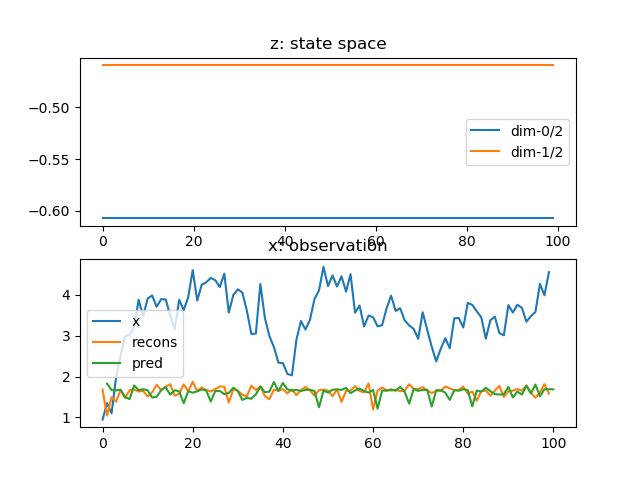 z: state space
−0.50
−0.55
−0.60
dim-0/2
dim-1/2
0 20 40 60 80 100
x: observation
4
3
2
1
x
recons
pred
0 20 40 60 80 100